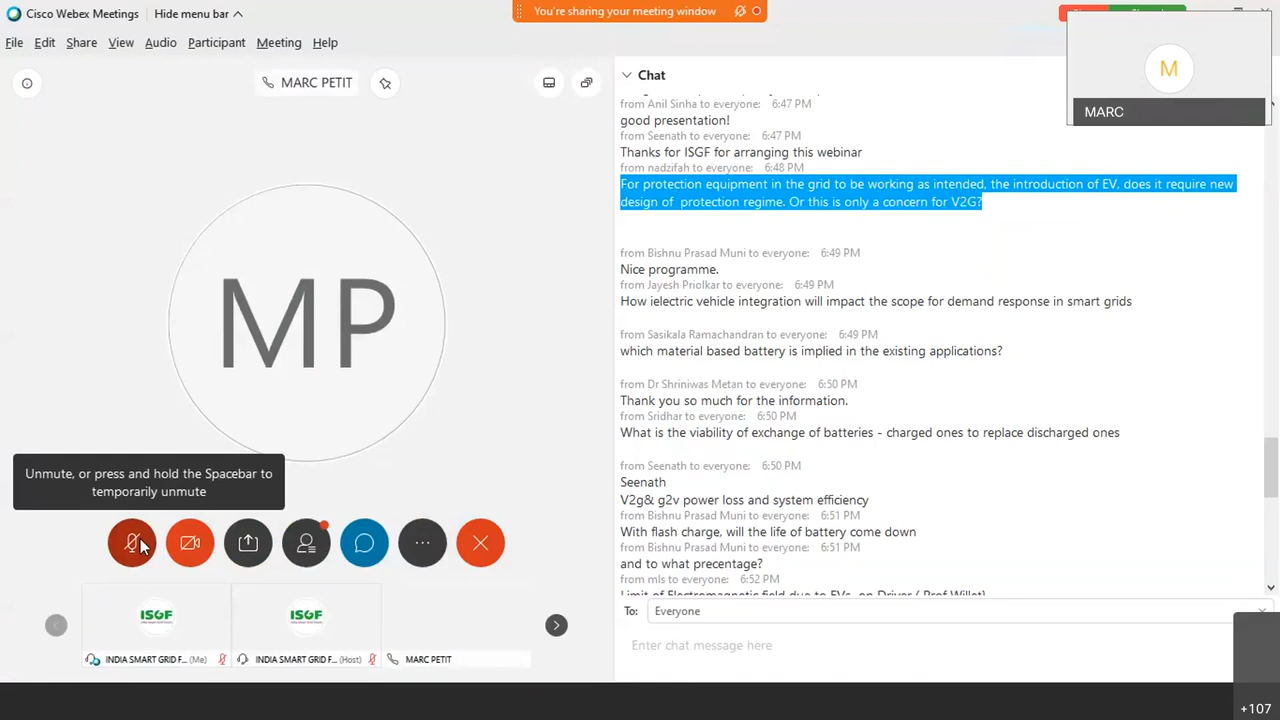 Cisco Webex Meetings
Hide menu bar
You're sharing your meeting window
File Edit Share View Audio Participant Meeting Help
MARC PETIT
MP
Unmute, or press and hold the Spacebar to
temporarily unmute
ISGF
ISGF
INDIA SMART GRID F... (Me)
INDIA SMART GRID F... (Host)
MARC PETIT
Chat
from Anil Sinha to everyone: 6:47 PM
good presentation!
from Seenath to everyone: 6:47 PM
Thanks for ISGF for arranging this webinar
from nadzifah to everyone: 6:48 PM
For protection equipment in the grid to be working as intended, the introduction of EV, does it require new
design of protection regime. Or this is only a concern for V2G?
from Bishnu Prasad Muni to everyone: 6:49 PM
Nice programme.
from Jayesh Priolkar to everyone: 6:49 PM
How ielectric vehicle integration will impact the scope for demand response in smart grids
from Sasikala Ramachandran to everyone: 6:49 PM
which material based battery is implied in the existing applications?
from Dr Shriniwas Metan to everyone: 6:50 PM
Thank you so much for the information.
from Sridhar to everyone: 6:50 PM
What is the viability of exchange of batteries - charged ones to replace discharged ones
from Seenath to everyone: 6:50 PM
Seenath
V2g& g2v power loss and system efficiency
from Bishnu Prasad Muni to everyone: 6:51 PM
With flash charge, will the life of battery come down
from Bishnu Prasad Muni to everyone: 6:51 PM
and to what precentage?
from mls to everyone: 6:52 PM
Limit of Electromagnetic field due to EVs on Driver ( Prof Willet)
To: Everyone
Enter chat message here
M
MARC
+107